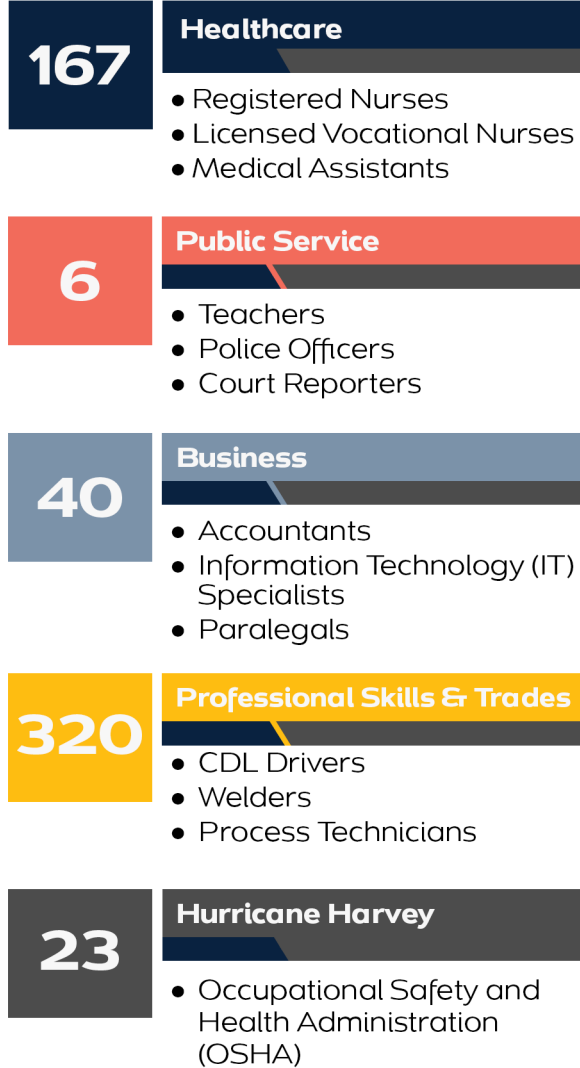 167
Healthcare
● Registered Nurses
● Licensed Vocational Nurses
● Medical Assistants
6
Public Service
● Teachers
● Police Officers
● Court Reporters
40
Business
● Accountants
● Information Technology (IT)
Specialists
● Paralegals
320
Professional Skills & Trades
● CDL Drivers
● Welders
● Process Technicians
23
Hurricane Harvey
● Occupational Safety and
Health Administration
(OSHA)